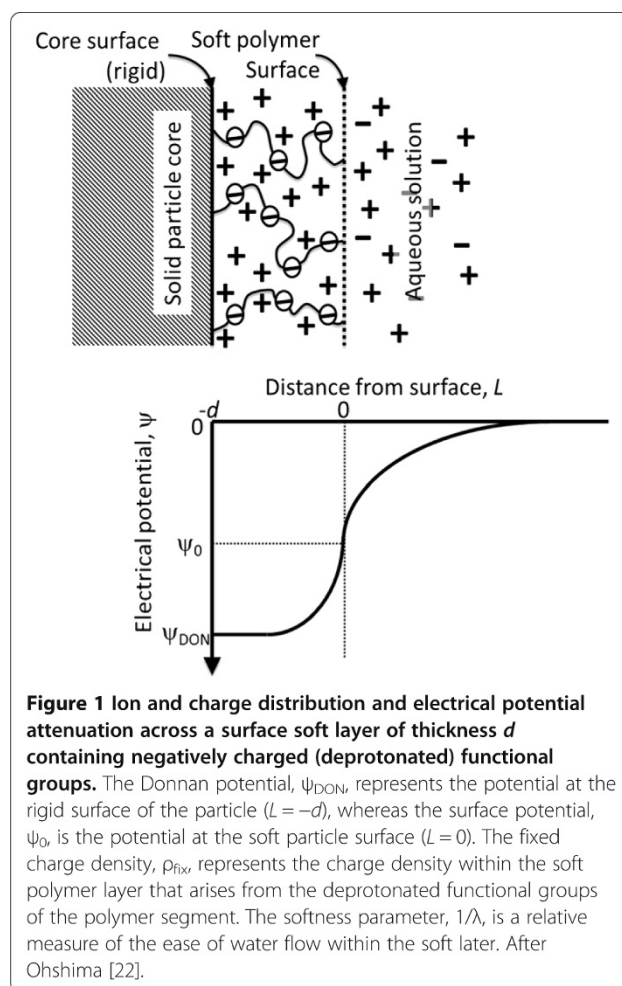 Core surface
(rigid)
Soft polymer
Surface
Solid particle core
Aqueous solution
Distance from surface, L
-d
0
0
Electrical potential, ψ
ψ₀
ψDON
Figure 1 Ion and charge distribution and electrical potential
attenuation across a surface soft layer of thickness d
containing negatively charged (deprotonated) functional
groups. The Donnan potential, ψDON, represents the potential at the
rigid surface of the particle (L = −d), whereas the surface potential,
ψ₀, is the potential at the soft particle surface (L = 0). The fixed
charge density, ρfix, represents the charge density within the soft
polymer layer that arises from the deprotonated functional groups
of the polymer segment. The softness parameter, 1/λ, is a relative
measure of the ease of water flow within the soft later. After
Ohshima [22].